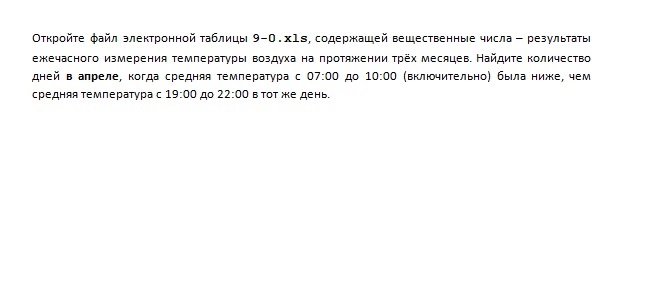 Откройте файл электронной таблицы 9-0.xls, содержащей вещественные числа – результаты
ежечасного измерения температуры воздуха на протяжении трёх месяцев. Найдите количество
дней в апреле, когда средняя температура с 07:00 до 10:00 (включительно) была ниже, чем
средняя температура с 19:00 до 22:00 в тот же день.